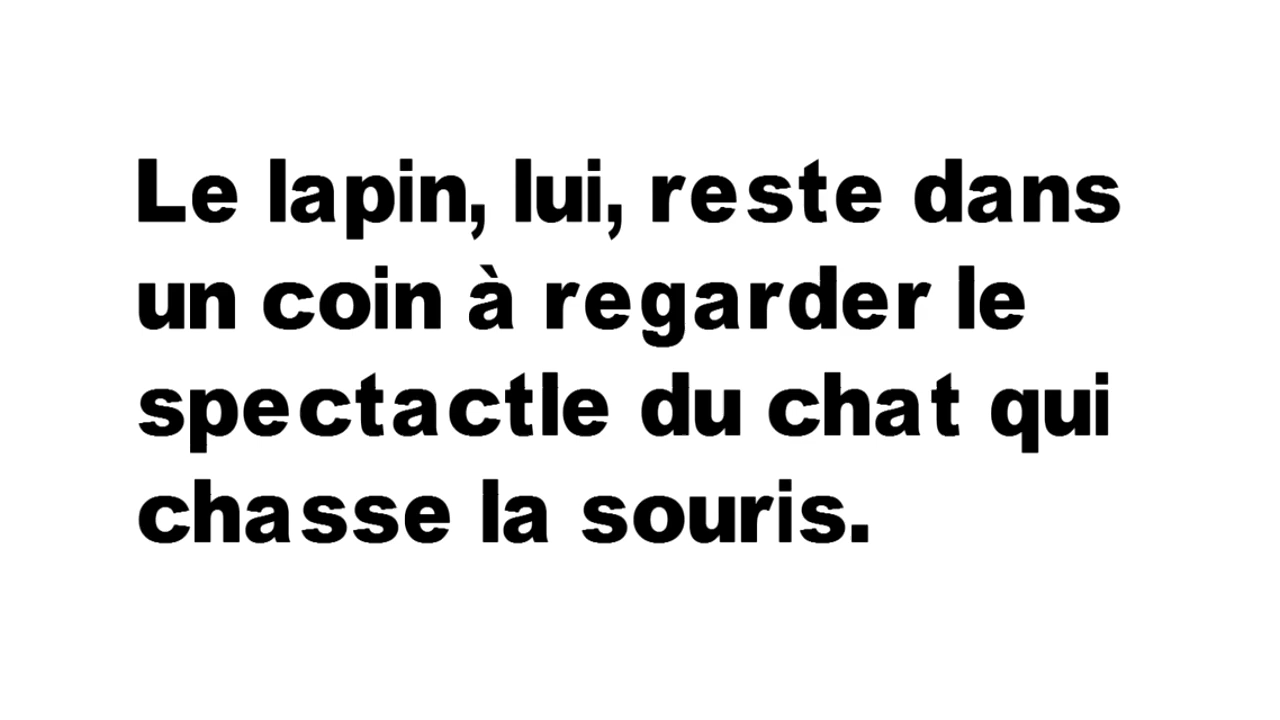 Le lapin, lui, reste dans
un coin à regarder le
spectactle du chat qui
chasse la souris.